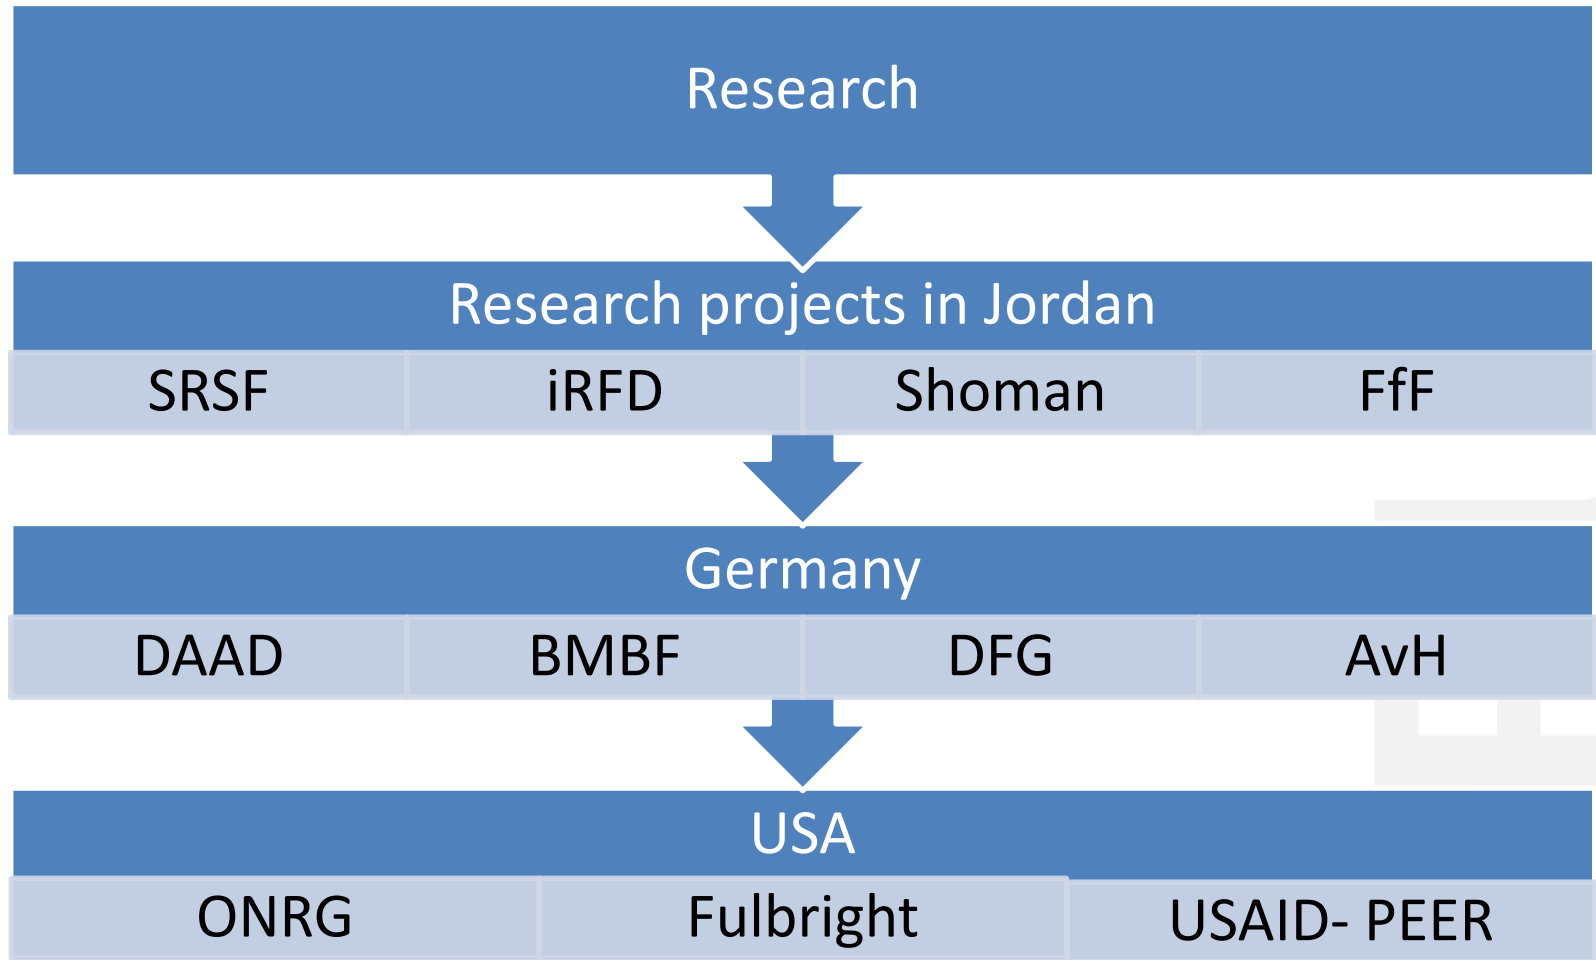 Research
Research projects in Jordan
SRSF iRFD Shoman FfF
Germany
DAAD BMBF DFG AvH
USA
ONRG Fulbright USAID- PEER